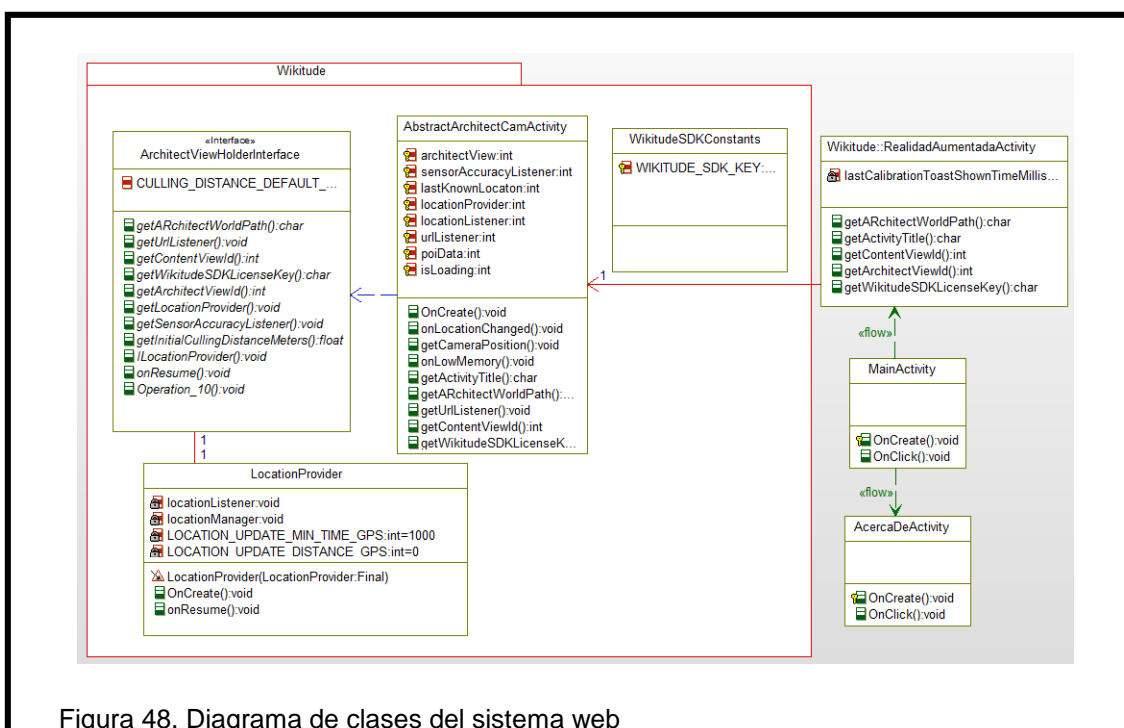 Wikitude
«Interface»
ArchitectViewHolderInterface
CULLING_DISTANCE_DEFAULT_...
getARchitectWorldPath():char
getUrlListener():void
getContentViewId():int
getWikitudeSDKLicenseKey():char
getArchitectViewId():int
getLocationProvider():void
getSensorAccuracyListener():void
getInitialCullingDistanceMeters():float
ILocationProvider():void
onResume():void
Operation_10():void
AbstractArchitectCamActivity
architectView:int
sensorAccuracyListener:int
lastKnownLocaton:int
locationProvider:int
locationListener:int
urlListener:int
poiData:int
isLoading:int
OnCreate():void
onLocationChanged():void
getCameraPosition():void
onLowMemory():void
getActivityTitle():char
getARchitectWorldPath():...
getUrlListener():void
getContentViewId():int
getWikitudeSDKLicenseK...
WikitudeSDKConstants
WIKITUDE_SDK_KEY:...
Wikitude::RealidadAumentadaActivity
lastCalibrationToastShownTimeMillis...
getARchitectWorldPath():char
getActivityTitle():char
getContentViewId():int
getArchitectViewId():int
getWikitudeSDKLicenseKey():char
1
«flow»
MainActivity
OnCreate():void
OnClick():void
«flow»
AcercaDeActivity
OnCreate():void
OnClick():void
1
1
LocationProvider
locationListener:void
locationManager:void
LOCATION_UPDATE_MIN_TIME_GPS:int=1000
LOCATION_UPDATE_DISTANCE_GPS:int=0
LocationProvider(LocationProvider:Final)
OnCreate():void
onResume():void
Figura 48. Diagrama de clases del sistema web